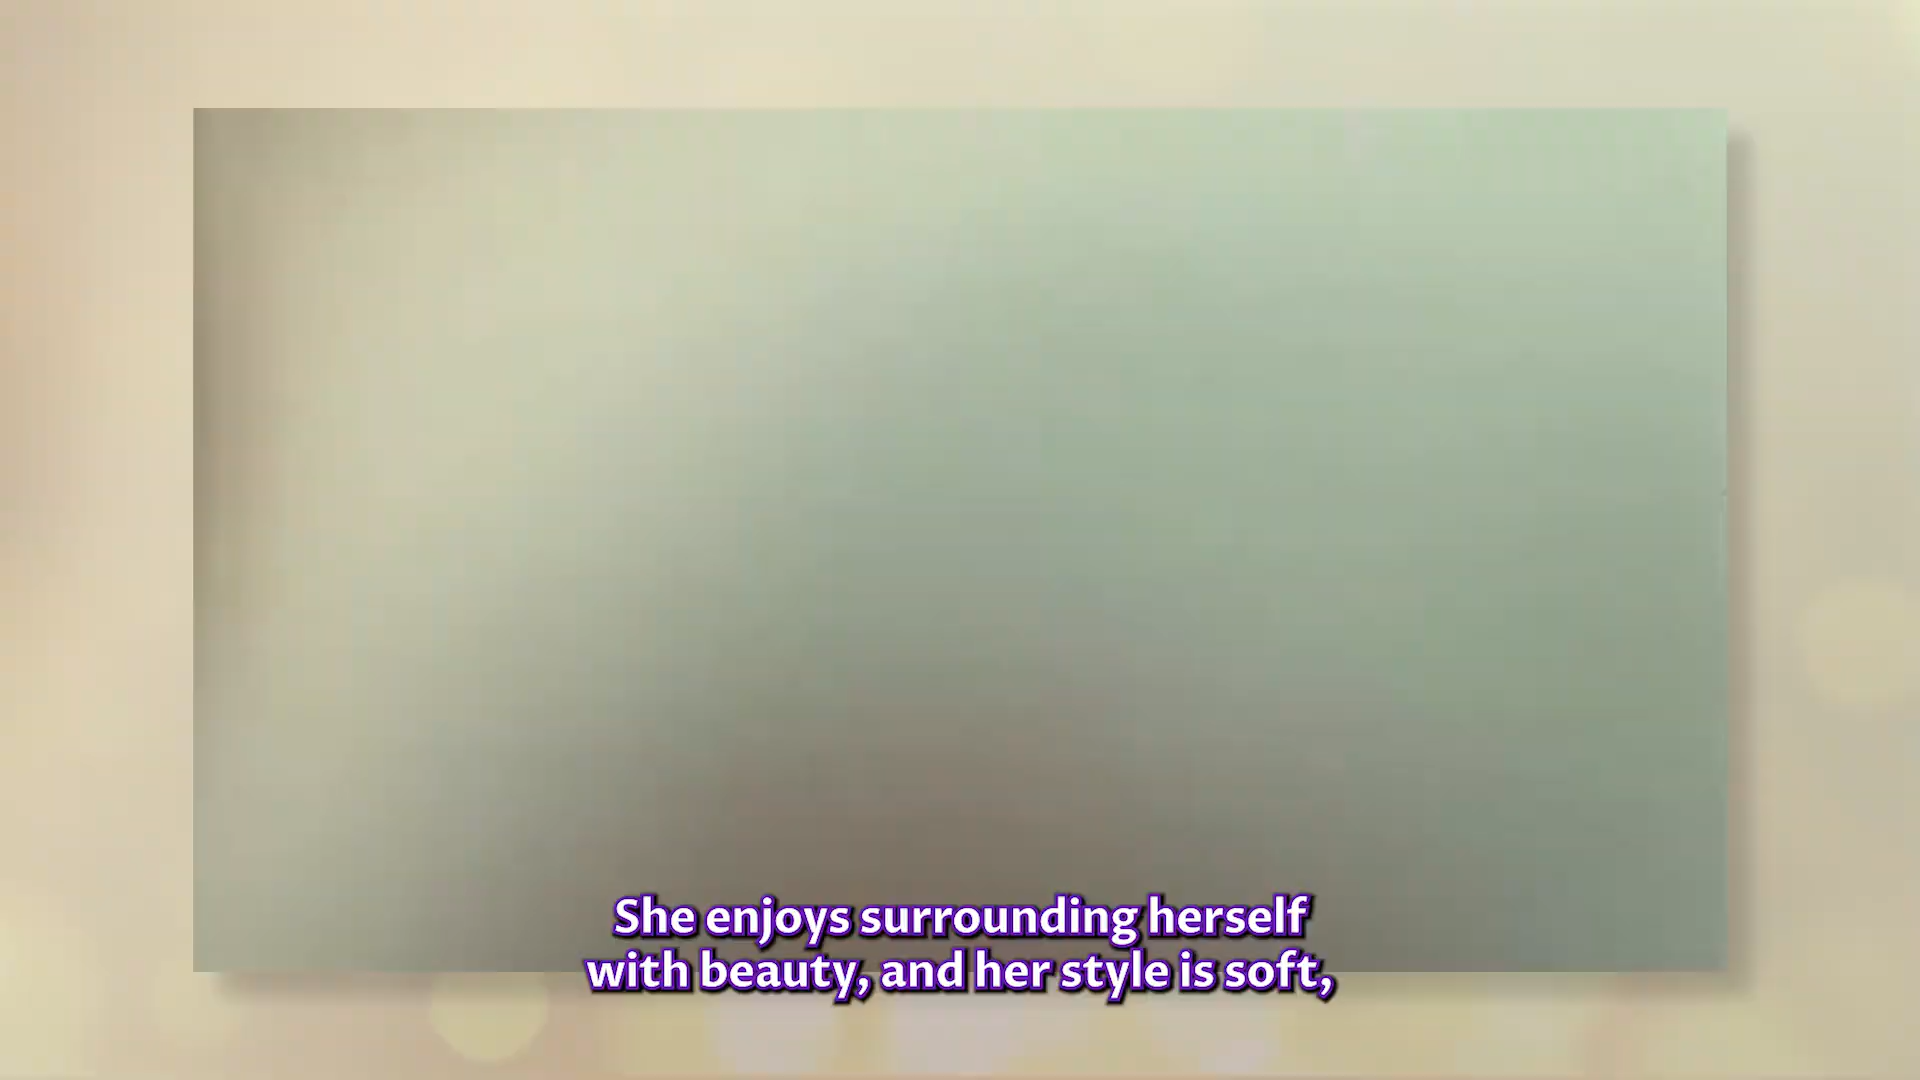 She enjoys surrounding herself
with beauty, and her style is soft,